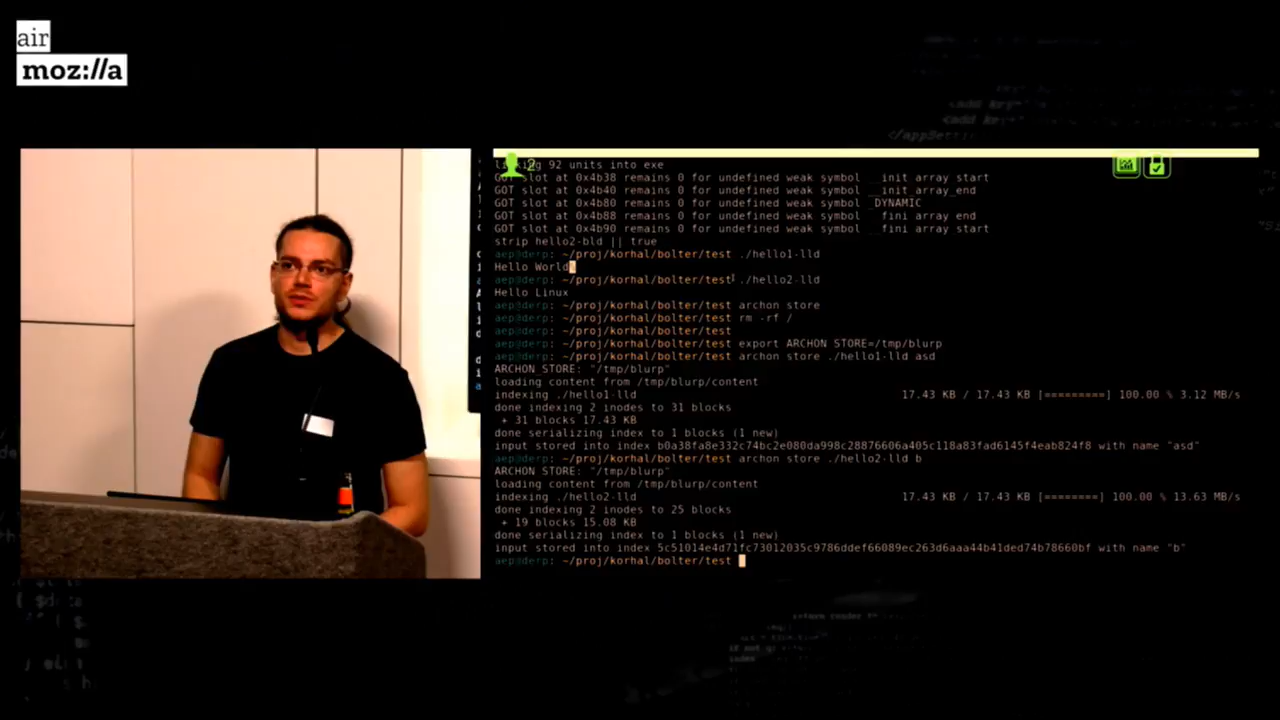 air
moz://a
linking 92 units into exe
2
GOT slot at 0x4b38 remains 0 for undefined weak symbol __init_array_start
GOT slot at 0x4b40 remains 0 for undefined weak symbol __init_array_end
GOT slot at 0x4b80 remains 0 for undefined weak symbol _DYNAMIC
GOT slot at 0x4b88 remains 0 for undefined weak symbol __fini_array_end
GOT slot at 0x4b90 remains 0 for undefined weak symbol __fini_array_start
strip hello2-bld || true
aep@derp: ~/proj/korhal/bolter/test ./hello1-lld
Hello World
aep@derp: ~/proj/korhal/bolter/test ./hello2-lld
Hello Linux
aep@derp: ~/proj/korhal/bolter/test archon store
aep@derp: ~/proj/korhal/bolter/test rm -rf /
aep@derp: ~/proj/korhal/bolter/test
aep@derp: ~/proj/korhal/bolter/test export ARCHON_STORE=/tmp/blurp
aep@derp: ~/proj/korhal/bolter/test archon store ./hello1-lld asd
ARCHON_STORE: "/tmp/blurp"
loading content from /tmp/blurp/content
indexing ./hello1-lld 17.43 KB / 17.43 KB [=========] 100.00 % 3.12 MB/s
done indexing 2 inodes to 31 blocks
+ 31 blocks 17.43 KB
done serializing index to 1 blocks (1 new)
input stored into index b0a38fa8e332c74bc2e080da998c28876606a405c118a83fad6145f4eab824f8 with name "asd"
aep@derp: ~/proj/korhal/bolter/test archon store ./hello2-lld b
ARCHON_STORE: "/tmp/blurp"
loading content from /tmp/blurp/content
indexing ./hello2-lld 17.43 KB / 17.43 KB [========] 100.00 % 13.63 MB/s
done indexing 2 inodes to 25 blocks
+ 19 blocks 15.08 KB
done serializing index to 1 blocks (1 new)
input stored into index 5c51014e4d71fc73012035c9786ddef66089ec263d6aaa44b41ded74b78660bf with name "b"
aep@derp: ~/proj/korhal/bolter/test